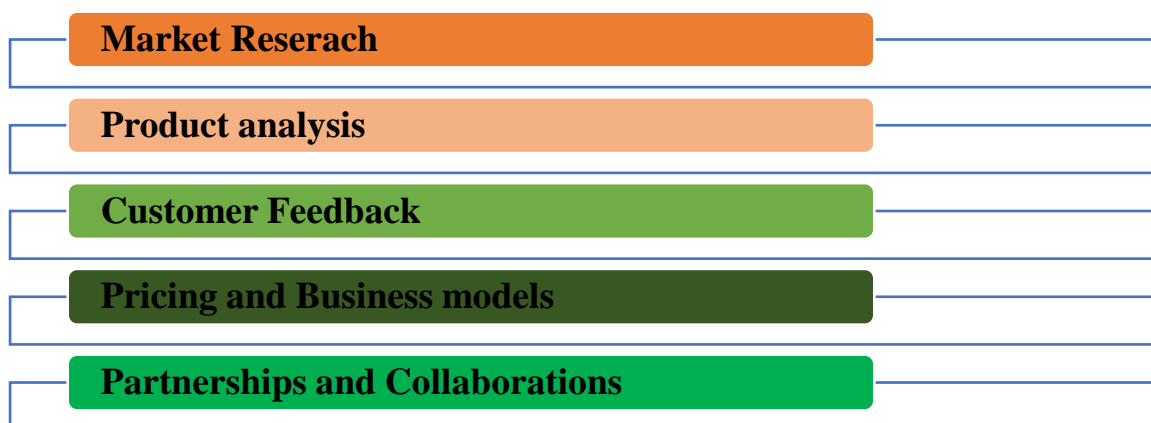 Market Reserach
Product analysis
Customer Feedback
Pricing and Business models
Partnerships and Collaborations